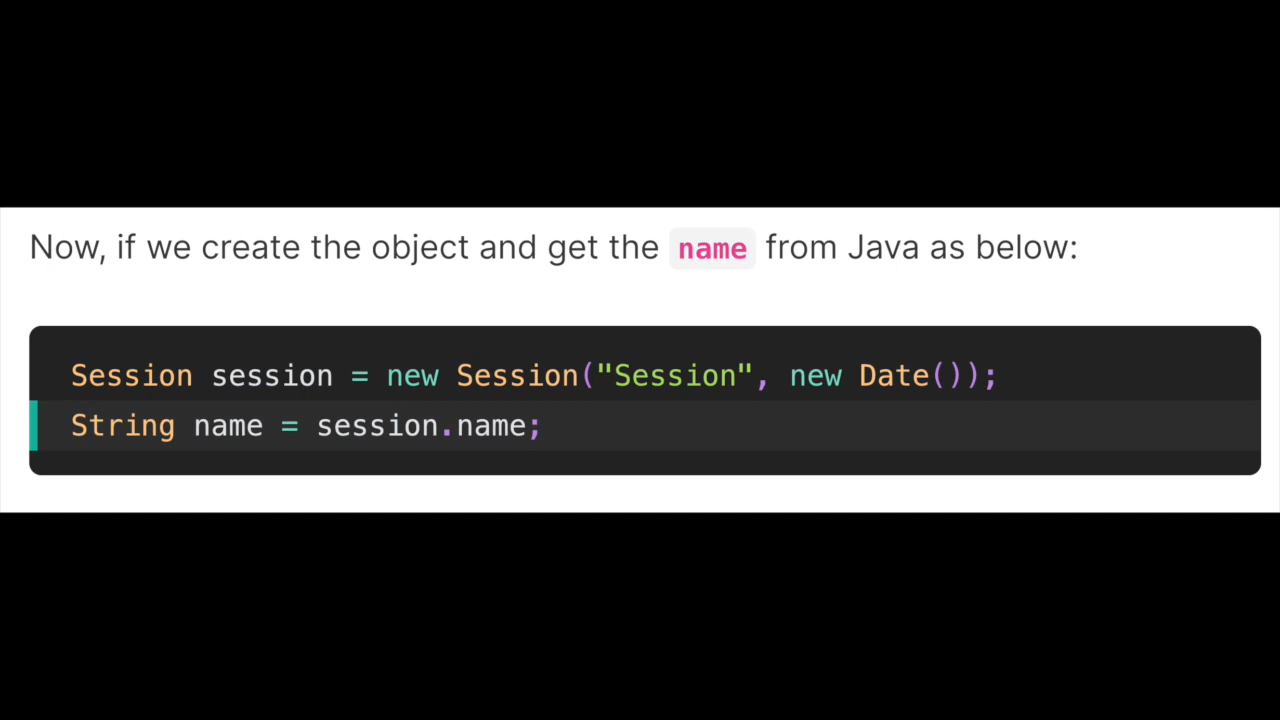 Now, if we create the object and get the name from Java as below:
Session session = new Session("Session", new Date());
String name = session.name;